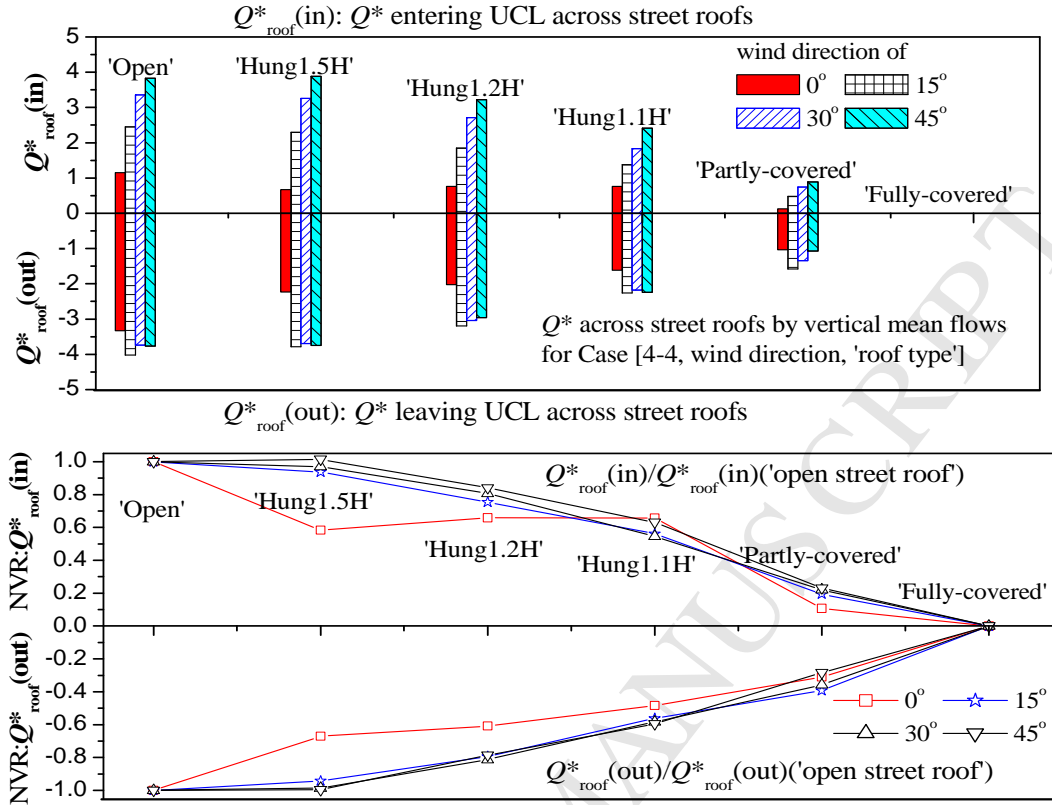 Q*roof(in): Q* entering UCL across street roofs
5
4
3
2
1
0
-1
-2
-3
-4
-5
Q*roof(in)
Q*roof(out)
'Open'
'Hung1.5H'
'Hung1.2H'
'Hung1.1H'
'Partly-covered'
'Fully-covered'
wind direction of
0° 15°
30° 45°
Q* across street roofs by vertical mean flows
for Case [4-4, wind direction, 'roof type']
Q*roof(out): Q* leaving UCL across street roofs
1.0
0.8
0.6
0.4
0.2
0.0
-0.2
-0.4
-0.6
-0.8
-1.0
NVR:Q*roof(in)
NVR:Q*roof(out)
Q*roof(in)/Q*roof(in)('open street roof')
'Open'
'Hung1.5H'
'Hung1.2H'
'Hung1.1H'
'Partly-covered'
'Fully-covered'
0° 15°
30° 45°
Q*roof(out)/Q*roof(out)('open street roof')
MANUSCRIPT